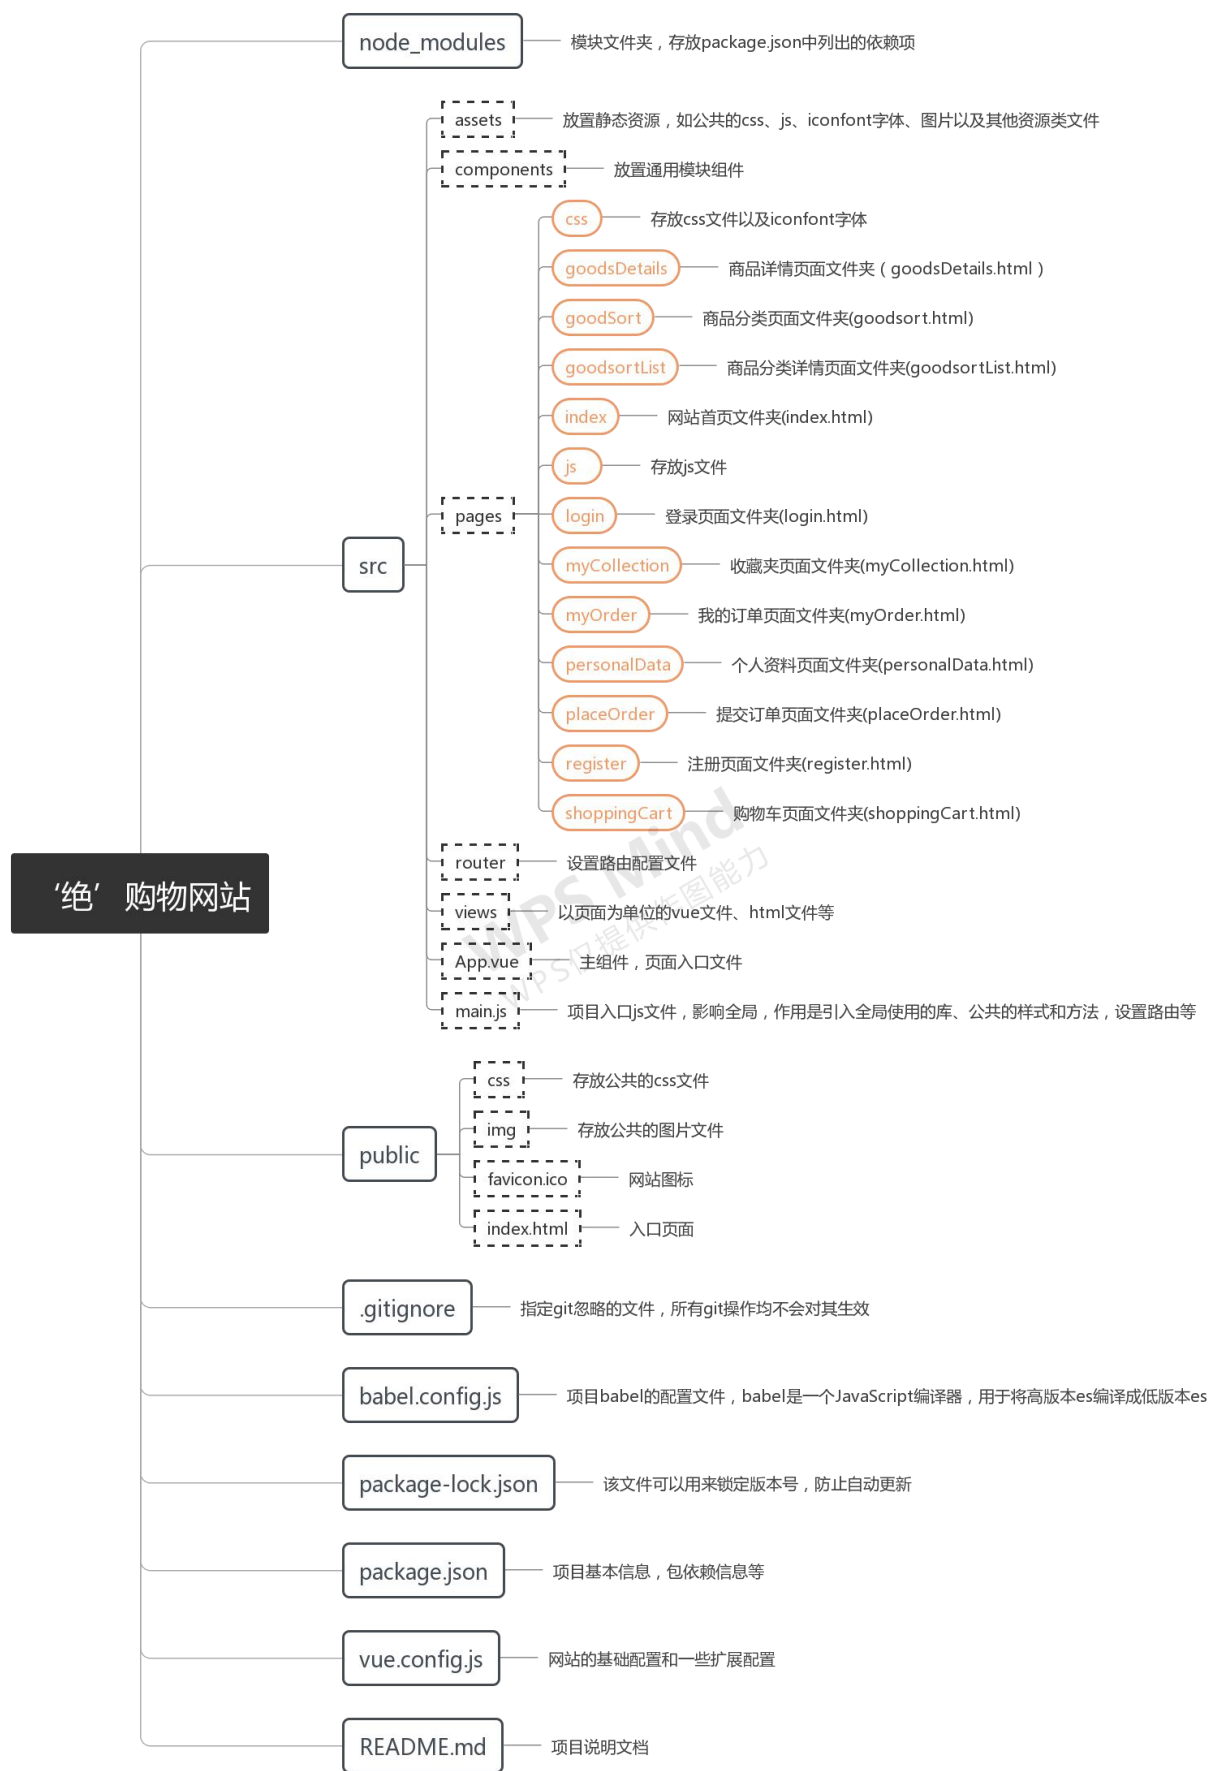 node_modules
模块文件夹，存放package.json中列出的依赖项
assets
放置静态资源，如公共的css、js、iconfont字体、图片以及其他资源类文件
components
放置通用模块组件
css
存放css文件以及iconfont字体
goodsDetails
商品详情页面文件夹（goodsDetails.html）
goodSort
商品分类页面文件夹(goodsort.html)
goodsortList
商品分类详情页面文件夹(goodsortList.html)
index
网站首页文件夹(index.html)
js
存放js文件
pages
login
登录页面文件夹(login.html)
src
myCollection
收藏夹页面文件夹(myCollection.html)
myOrder
我的订单页面文件夹(myOrder.html)
personalData
个人资料页面文件夹(personalData.html)
placeOrder
提交订单页面文件夹(placeOrder.html)
register
注册页面文件夹(register.html)
shoppingCart
购物车页面文件夹(shoppingCart.html)
router
设置路由配置文件
‘绝’购物网站
views
以页面为单位的vue文件、html文件等
App.vue
主组件，页面入口文件
main.js
项目入口js文件，影响全局，作用是引入全局使用的库、公共的样式和方法，设置路由等
WPS Mind
WPS仅提供作图能力
css
存放公共的css文件
img
存放公共的图片文件
public
favicon.ico
网站图标
index.html
入口页面
.gitignore
指定git忽略的文件，所有git操作均不会对其生效
babel.config.js
项目babel的配置文件，babel是一个JavaScript编译器，用于将高版本es编译成低版本es
package-lock.json
该文件可以用来锁定版本号，防止自动更新
package.json
项目基本信息，包依赖信息等
vue.config.js
网站的基础配置和一些扩展配置
README.md
项目说明文档